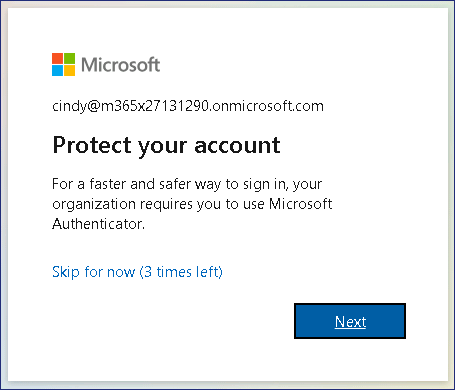 Microsoft
cindy@m365x27131290.onmicrosoft.com
Protect your account
For a faster and safer way to sign in, your
organization requires you to use Microsoft
Authenticator.
Skip for now (3 times left)
Next